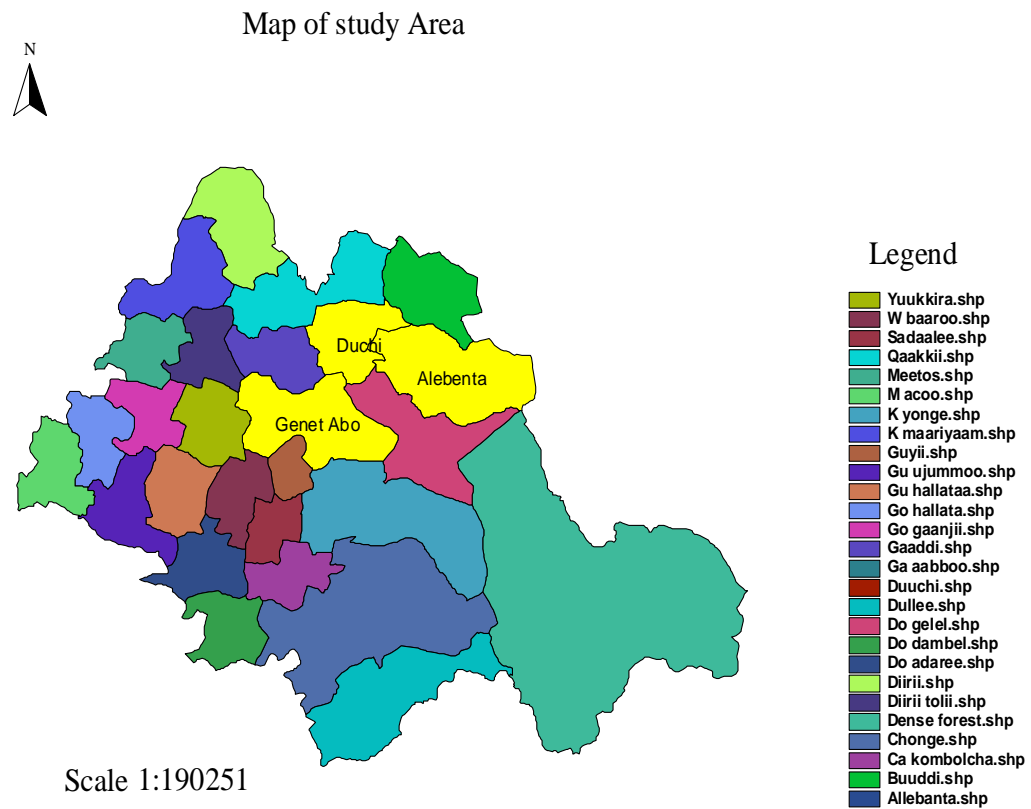 Map of study Area
N
Duchi
Alebenta
Genet Abo
Legend
Yuukkira.shp
W baaroo.shp
Sadaalee.shp
Qaakkii.shp
Meetos.shp
M acoo.shp
K yonge.shp
K maariyaam.shp
Guyii.shp
Gu ujummoo.shp
Gu hallataa.shp
Go hallata.shp
Go gaanjii.shp
Gaaddi.shp
Ga aabboo.shp
Duuchi.shp
Dullee.shp
Do gelel.shp
Do dambel.shp
Do adaree.shp
Diirii.shp
Diirii tolii.shp
Dense forest.shp
Chonge.shp
Ca kombolcha.shp
Buuddi.shp
Allebanta.shp
Scale 1:190251